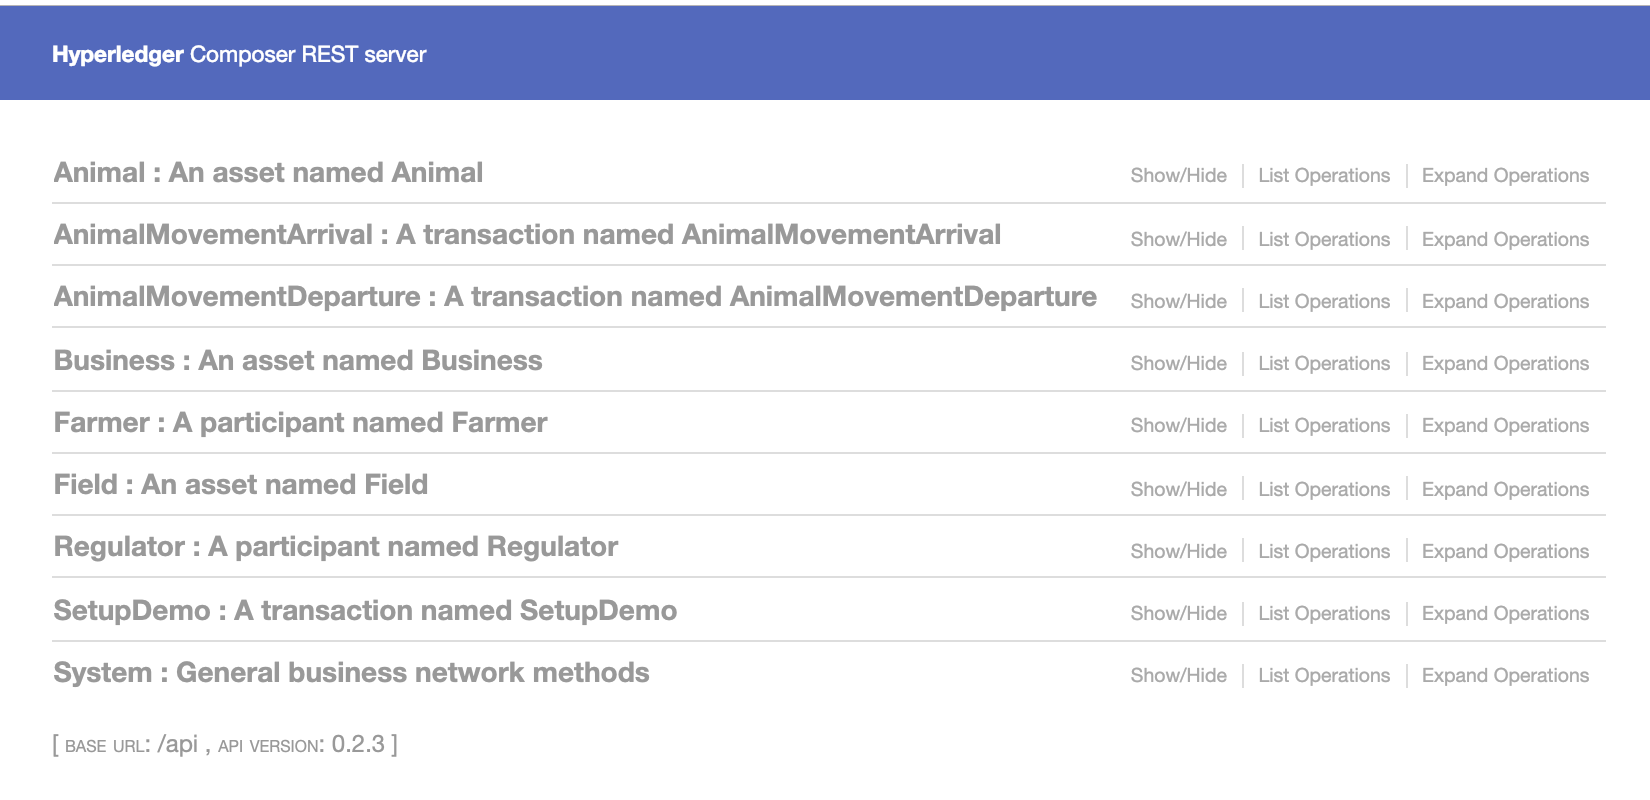 Hyperledger Composer REST server
Animal : An asset named Animal Show/Hide List Operations Expand Operations
AnimalMovementArrival : A transaction named AnimalMovementArrival Show/Hide List Operations Expand Operations
AnimalMovementDeparture : A transaction named AnimalMovementDeparture Show/Hide List Operations Expand Operations
Business : An asset named Business Show/Hide List Operations Expand Operations
Farmer : A participant named Farmer Show/Hide List Operations Expand Operations
Field : An asset named Field Show/Hide List Operations Expand Operations
Regulator : A participant named Regulator Show/Hide List Operations Expand Operations
SetupDemo : A transaction named SetupDemo Show/Hide List Operations Expand Operations
System : General business network methods Show/Hide List Operations Expand Operations
[ BASE URL: /api , API VERSION: 0.2.3 ]